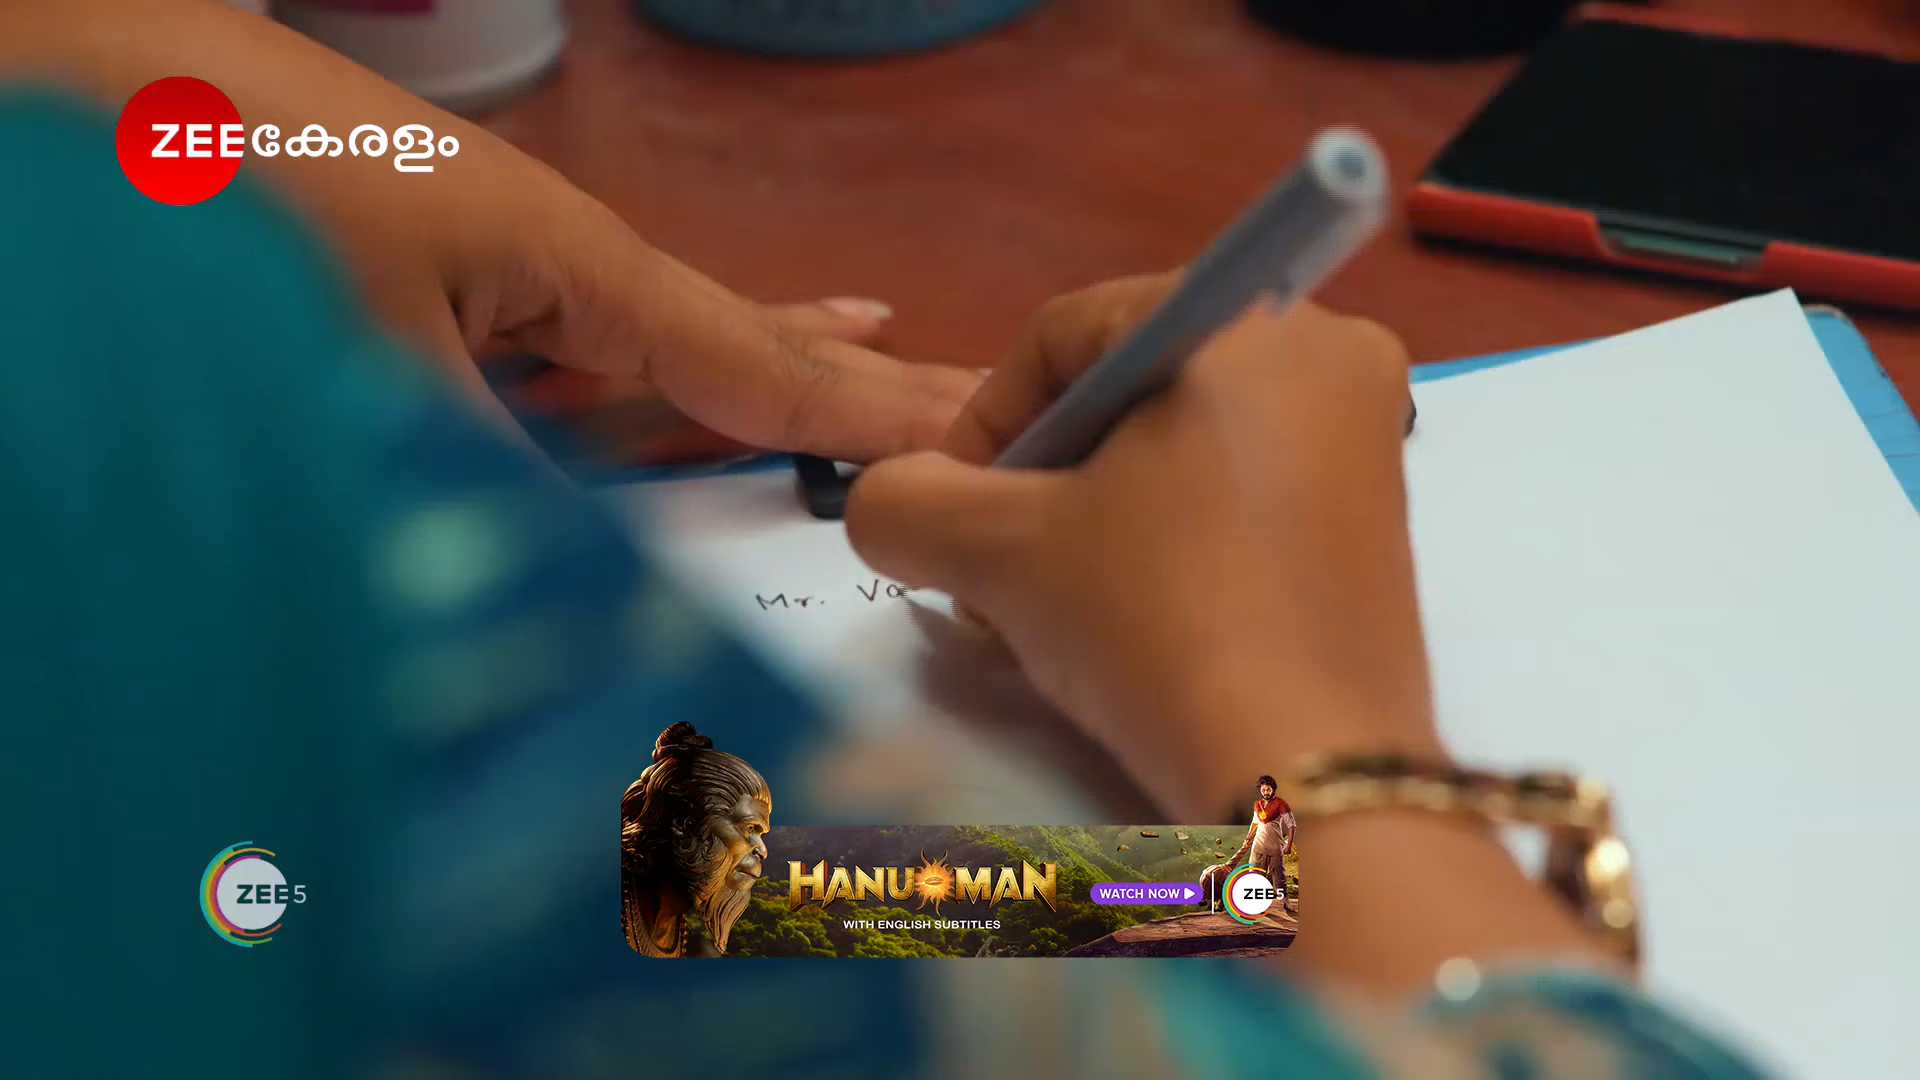 ZEEകേരളം
Mr. Va
HANUMAN
WITH ENGLISH SUBTITLES
WATCH NOW
ZEE5
ZEE5